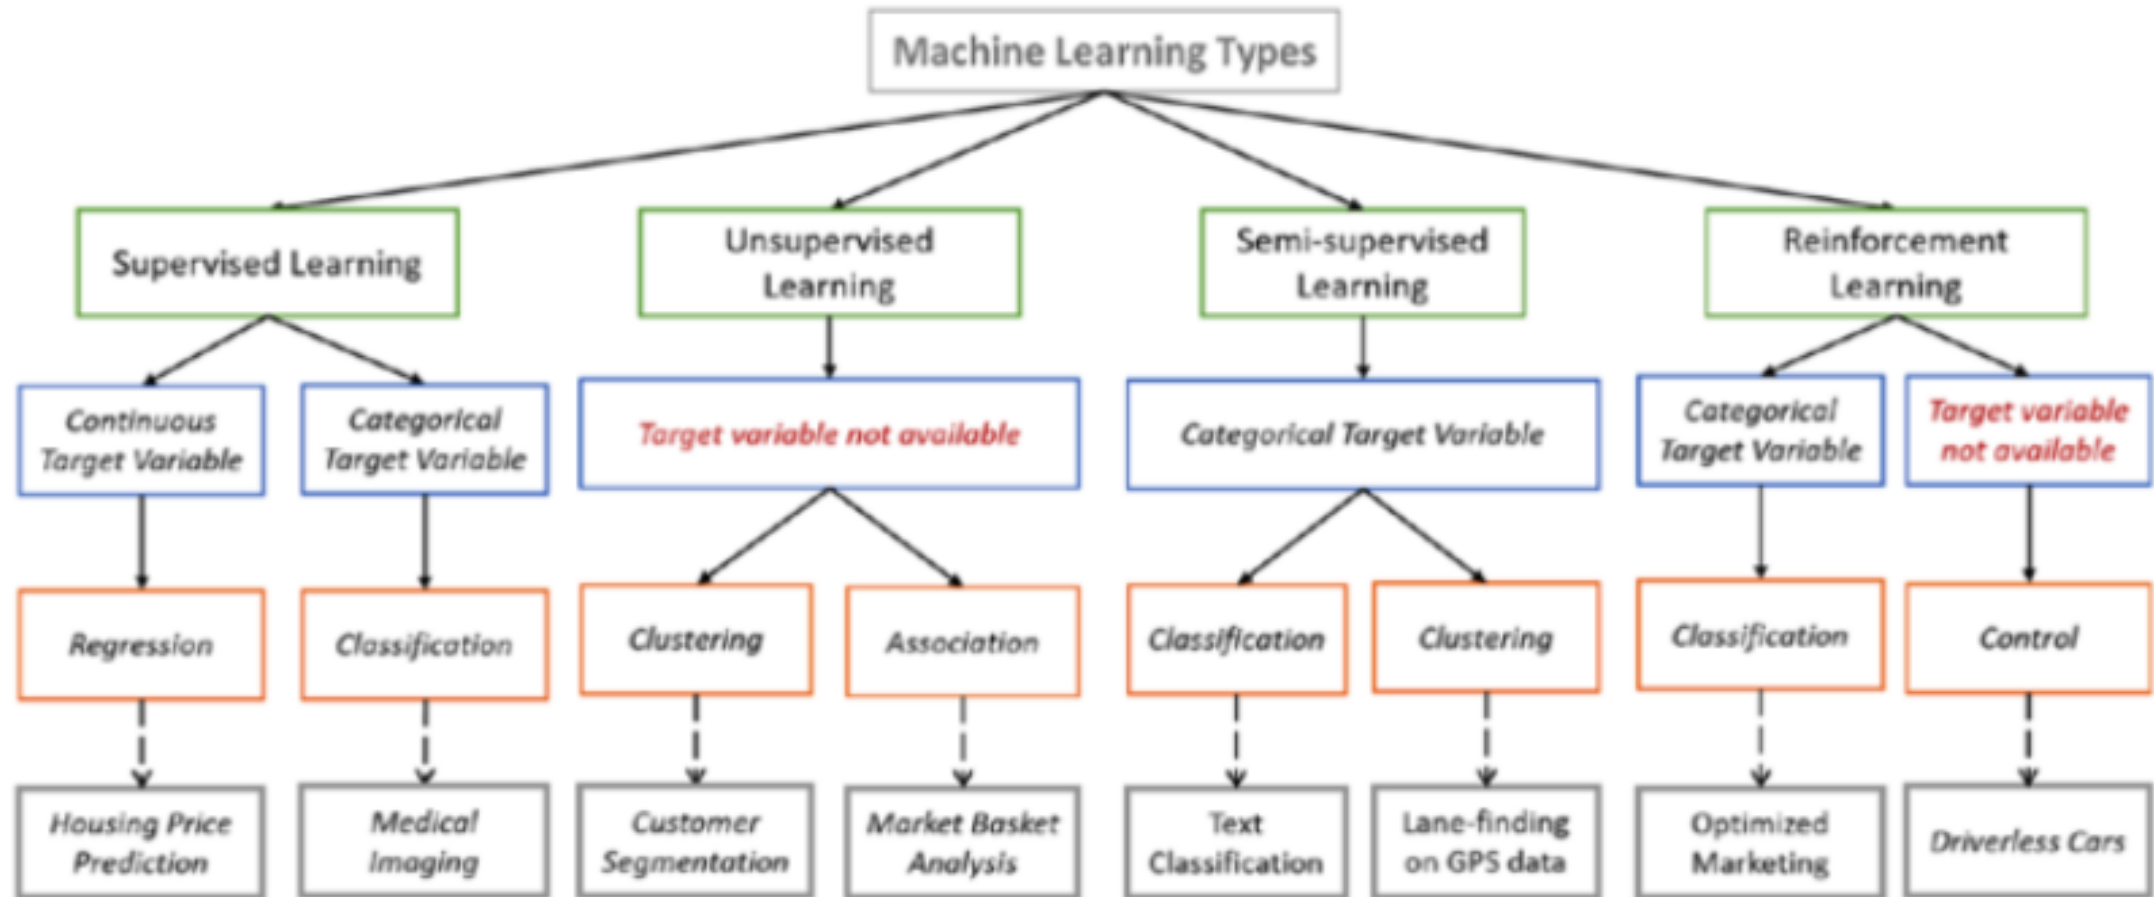 Machine Learning Types
Supervised Learning
Unsupervised
Learning
Semi-supervised
Learning
Reinforcement
Learning
Continuous
Target Variable
Categorical
Target Variable
Target variable not available
Categorical Target Variable
Categorical
Target Variable
Target variable
not available
Regression
Classification
Clustering
Association
Classification
Clustering
Classification
Control
Housing Price
Prediction
Medical
Imaging
Customer
Segmentation
Market Basket
Analysis
Text
Classification
Lane-finding
on GPS data
Optimized
Marketing
Driverless Cars